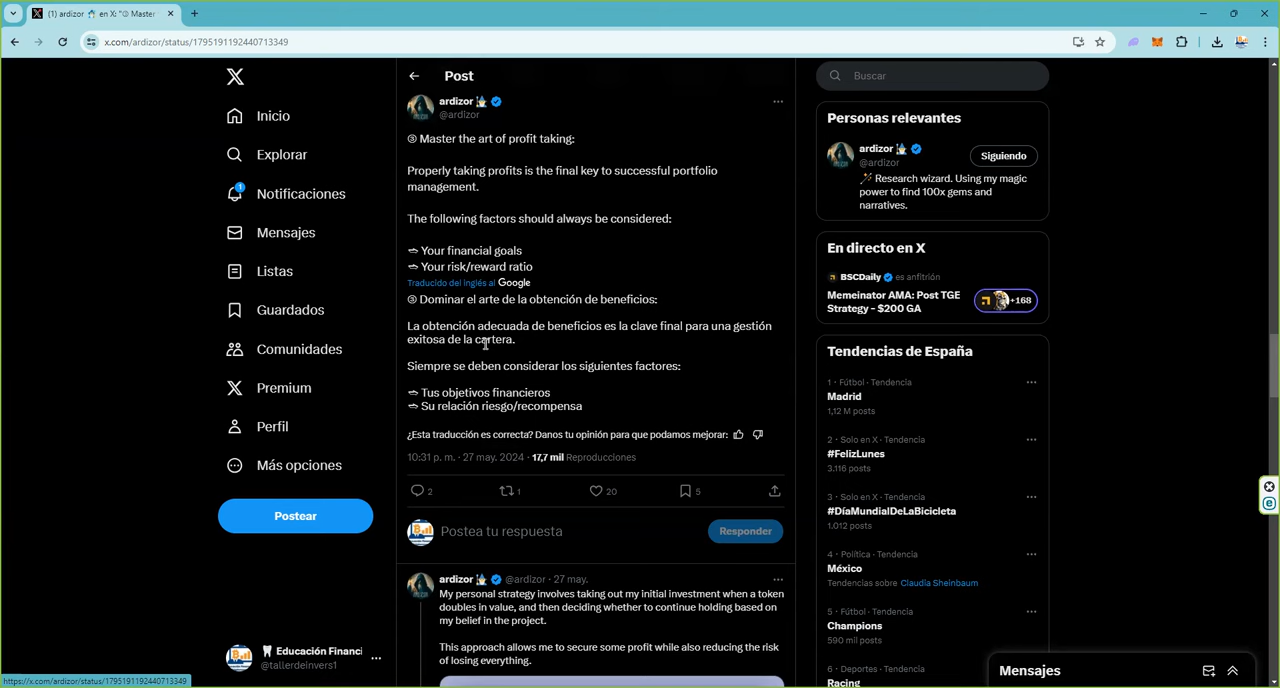 (1) ardizor en X: "③ Master
x.com/ardizor/status/1795191192440713349
Inicio
Explorar
1
Notificaciones
Mensajes
Listas
Guardados
Comunidades
Premium
Perfil
Más opciones
Postear
Educación Financi
@tallerdeinvers1
https://x.com/ardizor/status/1795191192440713349
Post
ardizor
@ardizor
③ Master the art of profit taking:
Properly taking profits is the final key to successful portfolio
management.
The following factors should always be considered:
➬ Your financial goals
➬ Your risk/reward ratio
Traducido del inglés al Google
③ Dominar el arte de la obtención de beneficios:
La obtención adecuada de beneficios es la clave final para una gestión
exitosa de la cartera.
Siempre se deben considerar los siguientes factores:
➬ Tus objetivos financieros
➬ Su relación riesgo/recompensa
¿Esta traducción es correcta? Danos tu opinión para que podamos mejorar:
10:31 p. m. · 27 may. 2024 · 17,7 mil Reproducciones
2 1 20 5
Postea tu respuesta
Responder
ardizor @ardizor · 27 may.
My personal strategy involves taking out my initial investment when a token
doubles in value, and then deciding whether to continue holding based on
my belief in the project.
This approach allows me to secure some profit while also reducing the risk
of losing everything.
Buscar
Personas relevantes
ardizor
@ardizor
Siguiendo
Research wizard. Using my magic
power to find 100x gems and
narratives.
En directo en X
BSCDaily es anfitrión
Memeinator AMA: Post TGE
Strategy - $200 GA
+168
Tendencias de España
1 · Fútbol · Tendencia
Madrid
1,12 M posts
2 · Solo en X · Tendencia
#FelizLunes
3.116 posts
3 · Solo en X · Tendencia
#DíaMundialDeLaBicicleta
1.012 posts
4 · Política · Tendencia
México
Tendencias sobre Claudia Sheinbaum
5 · Fútbol · Tendencia
Champions
590 mil posts
6 · Deportes · Tendencia
Racing
Mensajes